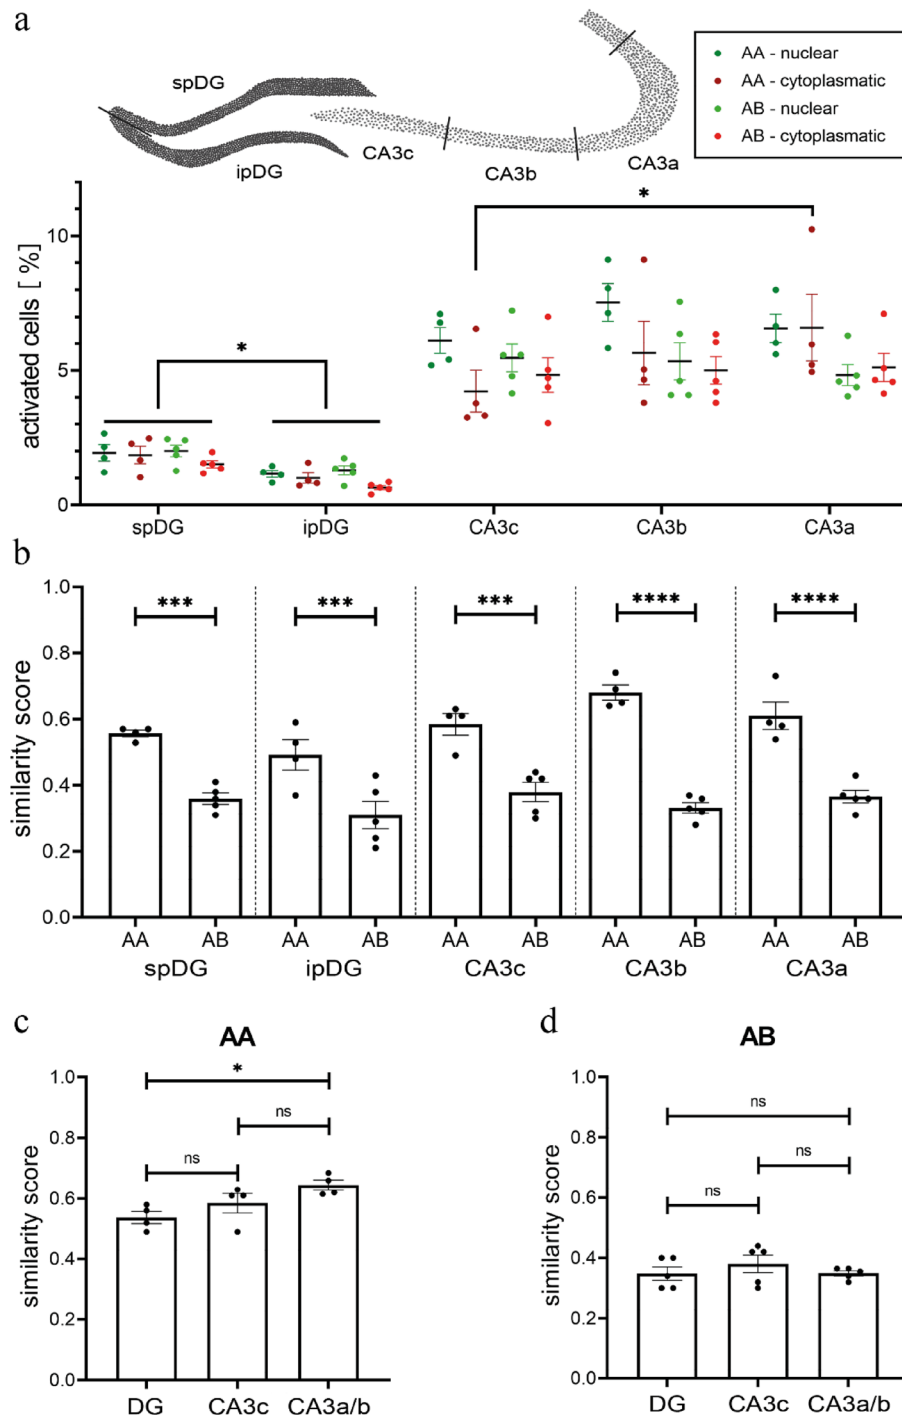 a
AA - nuclear
AA - cytoplasmatic
AB - nuclear
AB - cytoplasmatic
spDG
ipDG
CA3c
CA3b
CA3a
activated cells [ %]
10
5
0
*
*
spDG ipDG CA3c CA3b CA3a
b
similarity score
1.0
0.8
0.6
0.4
0.2
0.0
*** *** *** **** ****
AA AB AA AB AA AB AA AB AA AB
spDG ipDG CA3c CA3b CA3a
c
AA
similarity score
1.0
0.8
0.6
0.4
0.2
0.0
*
ns
ns
DG CA3c CA3a/b
d
AB
similarity score
1.0
0.8
0.6
0.4
0.2
0.0
ns
ns
ns
DG CA3c CA3a/b